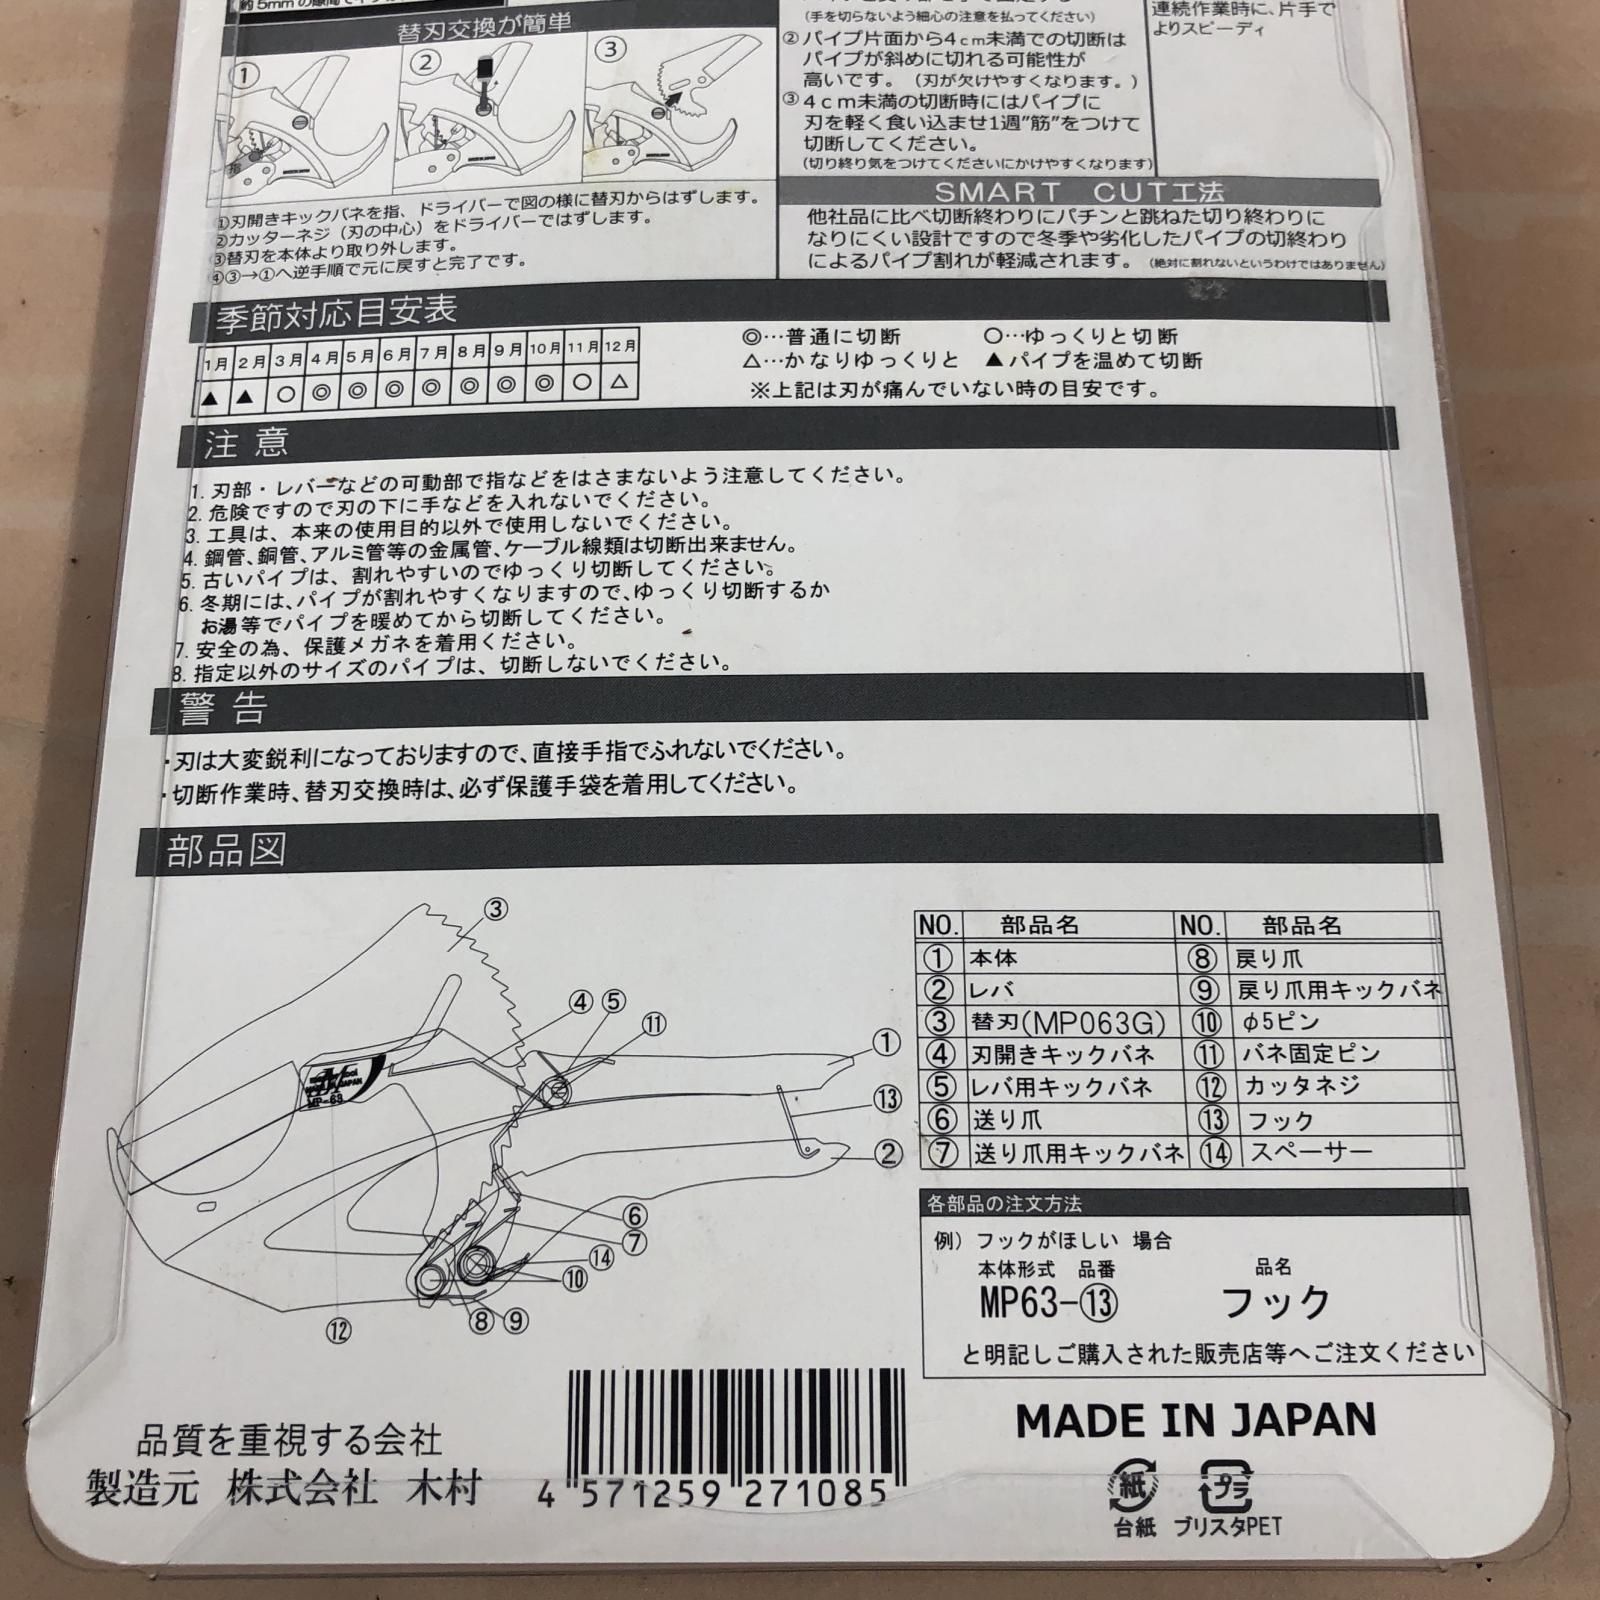 替刃交換が簡単
①
②
③
指
①刃開きキックバネを指、ドライバーで図の様に替刃からはずします。
②カッターネジ（刃の中心）をドライバーではずします。
③替刃を本体より取り外します。
④③→①へ逆手順で元に戻すと完了です。
（手を切らないよう細心の注意を払ってください）
②パイプ片面から4cm未満での切断は
パイプが斜めに切れる可能性が
高いです。（刃が欠けやすくなります。）
③4cm未満の切断時にはパイプに
刃を軽く食い込ませ1週”筋”をつけて
切断してください。
（切り終り気をつけてくださいにかけやすくなります）
連続作業時に、片手で
よりスピーディ
SMART CUT工法
他社品に比べ切断終わりにパチンと跳ねた切り終わりに
なりにくい設計ですので冬季や劣化したパイプの切終わり
によるパイプ割れが軽減されます。（絶対に割れないというわけではありません）
季節対応目安表
1月 2月 3月 4月 5月 6月 7月 8月 9月 10月 11月 12月
▲ ▲ ○ ◎ ◎ ◎ ◎ ◎ ◎ ◎ ○ △
◎…普通に切断 ○…ゆっくりと切断
△…かなりゆっくりと ▲パイプを温めて切断
※上記は刃が痛んでいない時の目安です。
注意
1. 刃部・レバーなどの可動部で指などをはさまないよう注意してください。
2. 危険ですので刃の下に手などを入れないでください。
3. 工具は、本来の使用目的以外で使用しないでください。
4. 鋼管、銅管、アルミ管等の金属管、ケーブル線類は切断出来ません。
5. 古いパイプは、割れやすいのでゆっくり切断してください。
6. 冬期には、パイプが割れやすくなりますので、ゆっくり切断するか
お湯等でパイプを暖めてから切断してください。
7. 安全の為、保護メガネを着用ください。
8. 指定以外のサイズのパイプは、切断しないでください。
警告
・刃は大変鋭利になっておりますので、直接手指でふれないでください。
・切断作業時、替刃交換時は、必ず保護手袋を着用してください。
部品図
③
④ ⑤
⑪
①
⑬
②
⑥
⑦
⑭
⑩
⑧ ⑨
⑫
MADE IN JAPAN
MP-63
NO. 部品名 NO. 部品名
① 本体 ⑧ 戻り爪
② レバ ⑨ 戻り爪用キックバネ
③ 替刃(MP063G) ⑩ φ5ピン
④ 刃開きキックバネ ⑪ バネ固定ピン
⑤ レバ用キックバネ ⑫ カッタネジ
⑥ 送り爪 ⑬ フック
⑦ 送り爪用キックバネ ⑭ スペーサー
各部品の注文方法
例）フックがほしい 場合
本体形式 品番 品名
MP63-⑬ フック
と明記しご購入された販売店等へご注文ください
品質を重視する会社
製造元 株式会社 木村
4 571259 271085
MADE IN JAPAN
紙 プラ
台紙 ブリスタPET